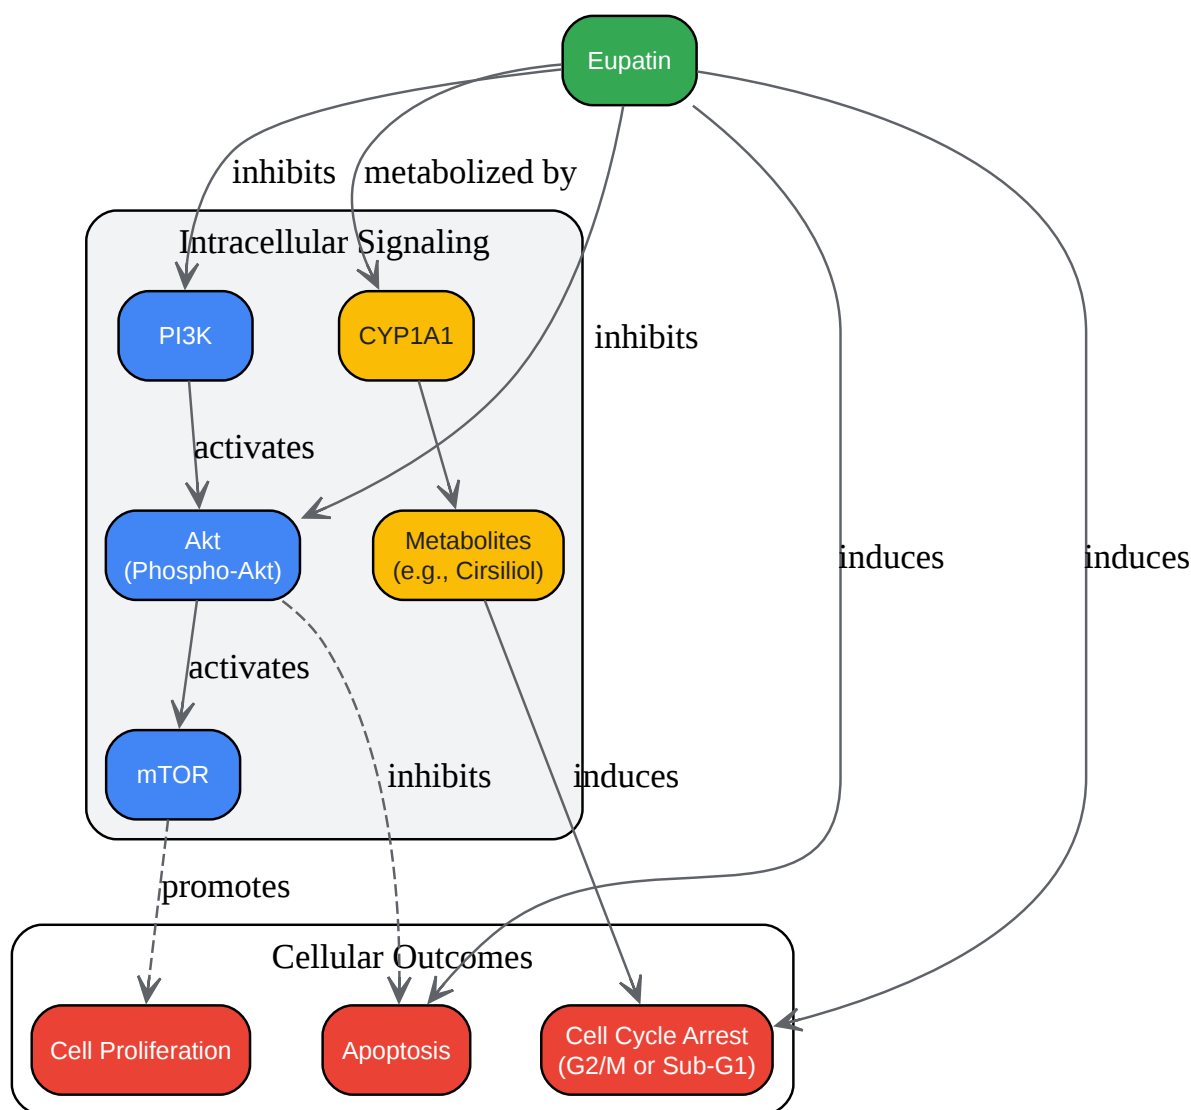 Eupatin
inhibits
metabolized by
Intracellular Signaling
PI3K
CYP1A1
inhibits
activates
Akt
(Phospho-Akt)
Metabolites
(e.g., Cirsiliol)
induces
induces
activates
mTOR
inhibits
induces
promotes
Cellular Outcomes
Cell Proliferation
Apoptosis
Cell Cycle Arrest
(G2/M or Sub-G1)